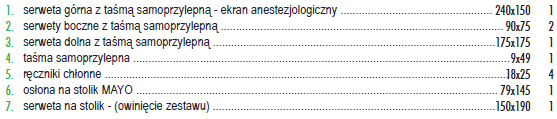 1. serweta górna z taśmą samoprzylepną - ekran anestezjologiczny ........ 240x150 1
2. serwety boczne z taśmą samoprzylepną ........ 90x75 2
3. serweta dolna z taśmą samoprzylepną ........ 175x175 1
4. taśma samoprzylepna ........ 9x49 1
5. ręczniki chłonne ........ 18x25 4
6. osłona na stolik MAYO ........ 79x145 1
7. serweta na stolik - (owinięcie zestawu) ........ 150x190 1